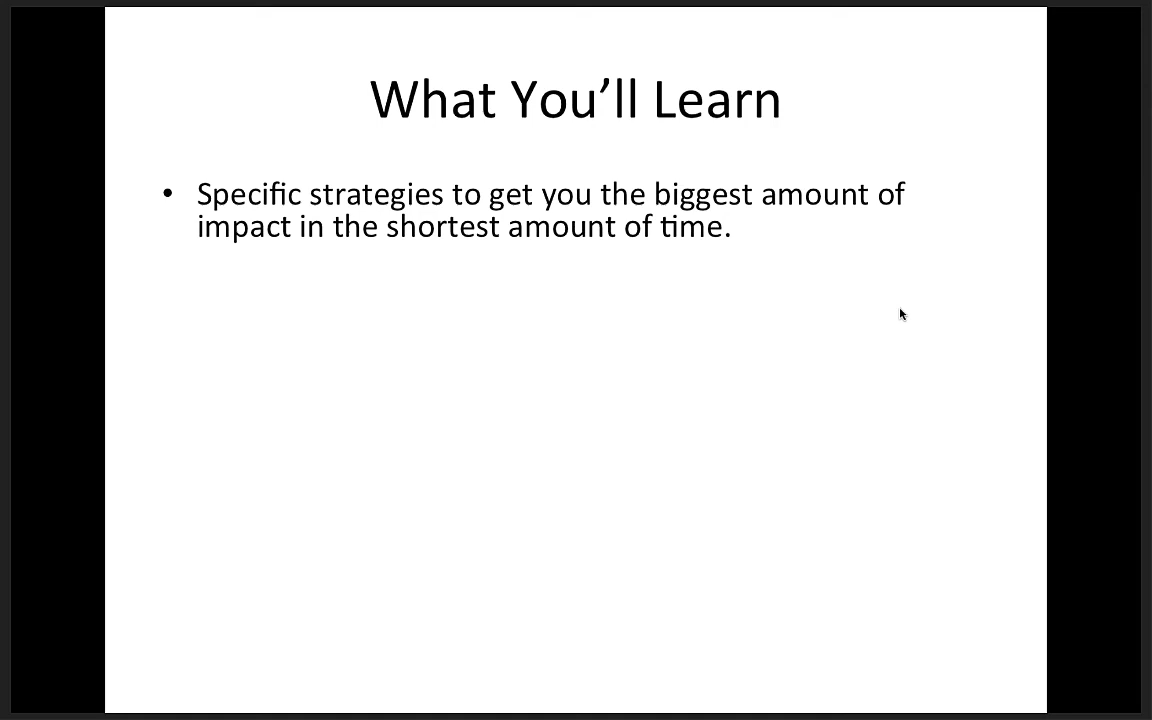 What You’ll Learn
• Specific strategies to get you the biggest amount of
impact in the shortest amount of time.